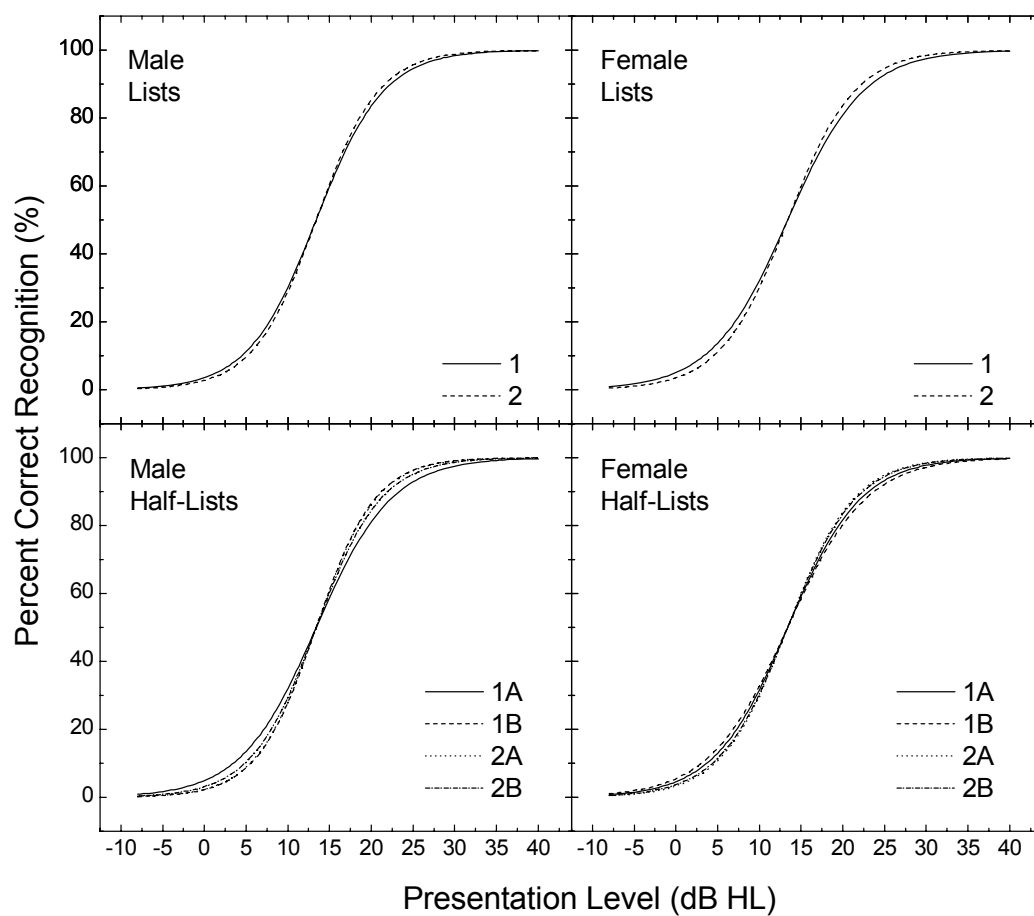 Percent Correct Recognition (%)
100
80
60
40
20
0
Male
Lists
1
2
Female
Lists
1
2
100
80
60
40
20
0
Male
Half-Lists
1A
1B
2A
2B
Female
Half-Lists
1A
1B
2A
2B
-10 -5 0 5 10 15 20 25 30 35 40
-10 -5 0 5 10 15 20 25 35 40
Presentation Level (dB HL)